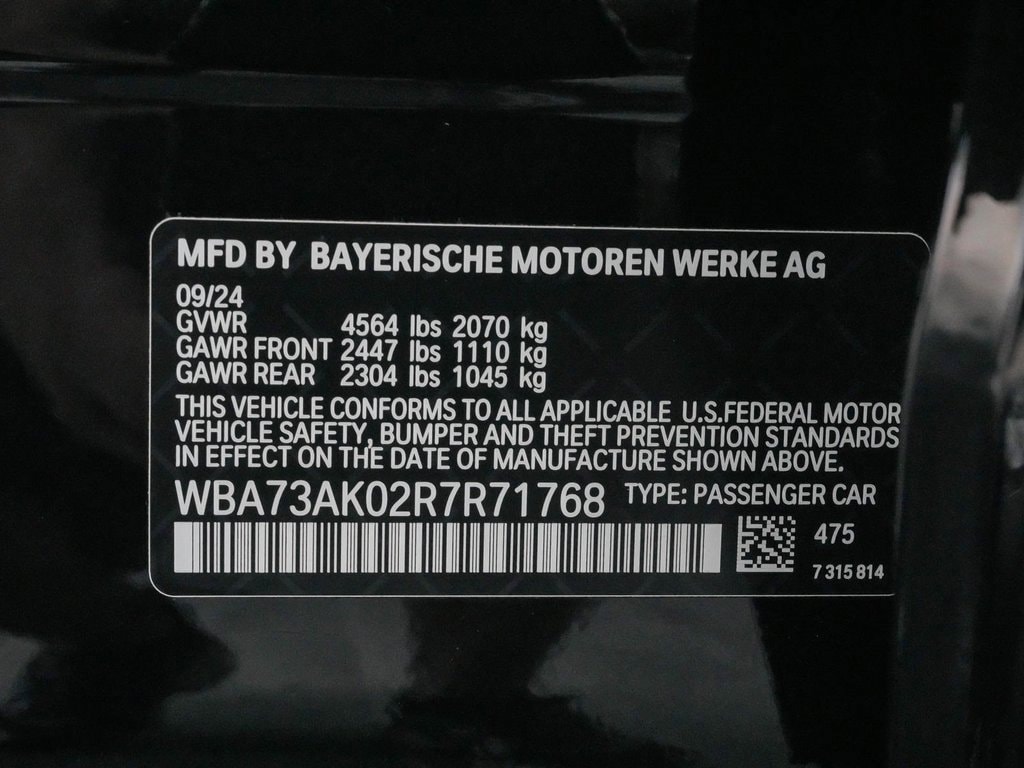 MFD BY BAYERISCHE MOTOREN WERKE AG
09/24
GVWR 4564 lbs 2070 kg
GAWR FRONT 2447 lbs 1110 kg
GAWR REAR 2304 lbs 1045 kg
THIS VEHICLE CONFORMS TO ALL APPLICABLE U.S.FEDERAL MOTOR
VEHICLE SAFETY, BUMPER AND THEFT PREVENTION STANDARDS
IN EFFECT ON THE DATE OF MANUFACTURE SHOWN ABOVE.
WBA73AK02R7R71768 TYPE: PASSENGER CAR
475
7 315 814